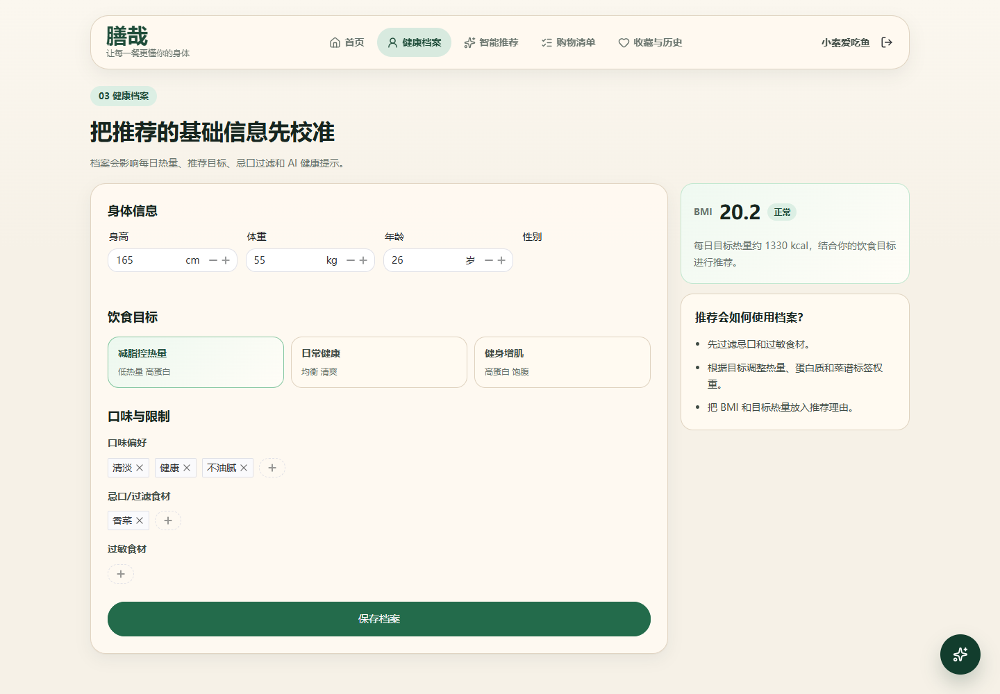 膳哉
让每一餐更懂你的身体
首页
健康档案
智能推荐
购物清单
收藏与历史
小秦爱吃鱼
03 健康档案
把推荐的基础信息先校准
档案会影响每日热量、推荐目标、忌口过滤和 AI 健康提示。
身体信息
身高
体重
年龄
性别
165 cm
55 kg
26 岁
饮食目标
减脂控热量
低热量 高蛋白
日常健康
均衡 清爽
健身增肌
高蛋白 饱腹
口味与限制
口味偏好
清淡
健康
不油腻
忌口/过滤食材
香菜
过敏食材
保存档案
BMI 20.2 正常
每日目标热量约 1330 kcal，结合你的饮食目标
进行推荐。
推荐会如何使用档案？
先过滤忌口和过敏食材。
根据目标调整热量、蛋白质和菜谱标签权
重。
把 BMI 和目标热量放入推荐理由。